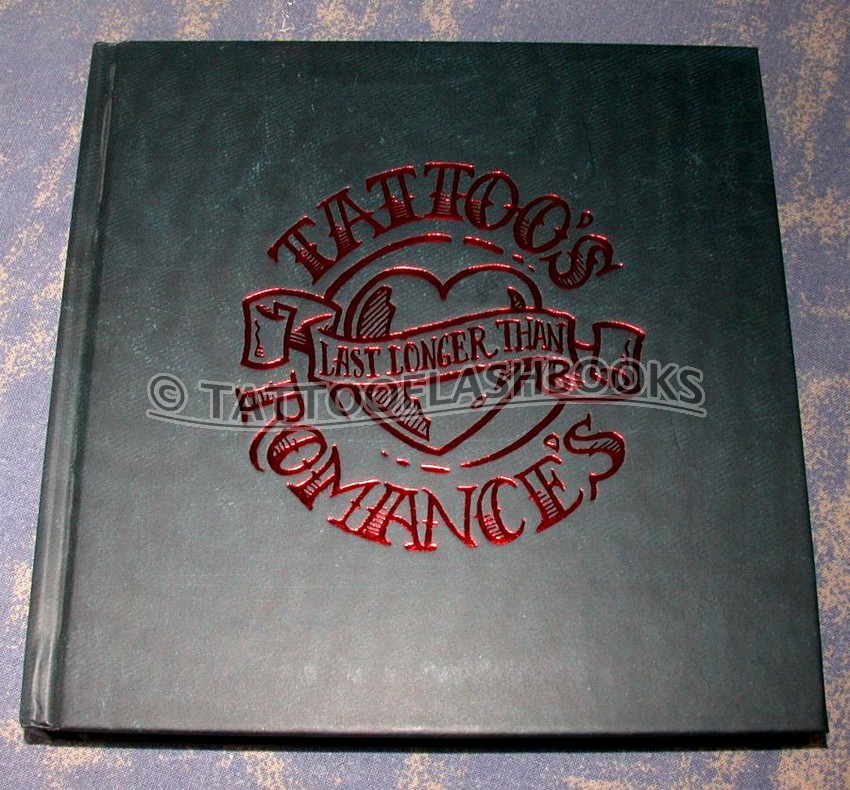 TATTOO'S
LAST LONGER THAN
© TATTOOFLASHBOOKS
ROMANCE'S